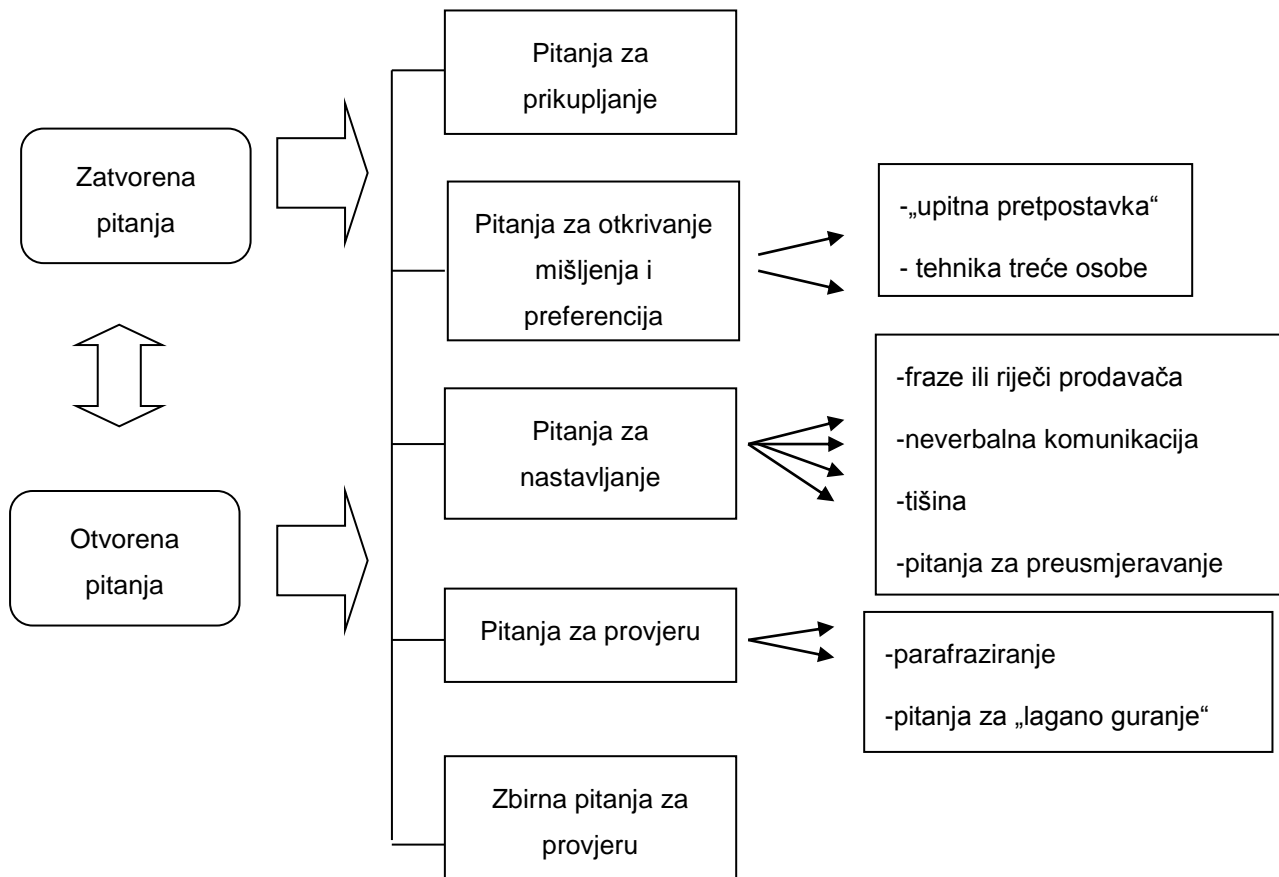 Zatvorena
pitanja
Otvorena
pitanja
Pitanja za
prikupljanje
Pitanja za otkrivanje
mišljenja i
preferencija
Pitanja za
nastavljanje
Pitanja za provjeru
Zbirna pitanja za
provjeru
-„upitna pretpostavka“
- tehnika treće osobe
-fraze ili riječi prodavača
-neverbalna komunikacija
-tišina
-pitanja za preusmjeravanje
-parafraziranje
-pitanja za „lagano guranje“